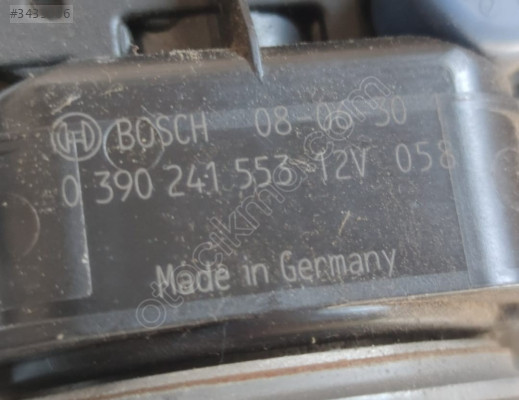 BOSCH 08-06-30
0 390 241 553 12V 058
Made in Germany